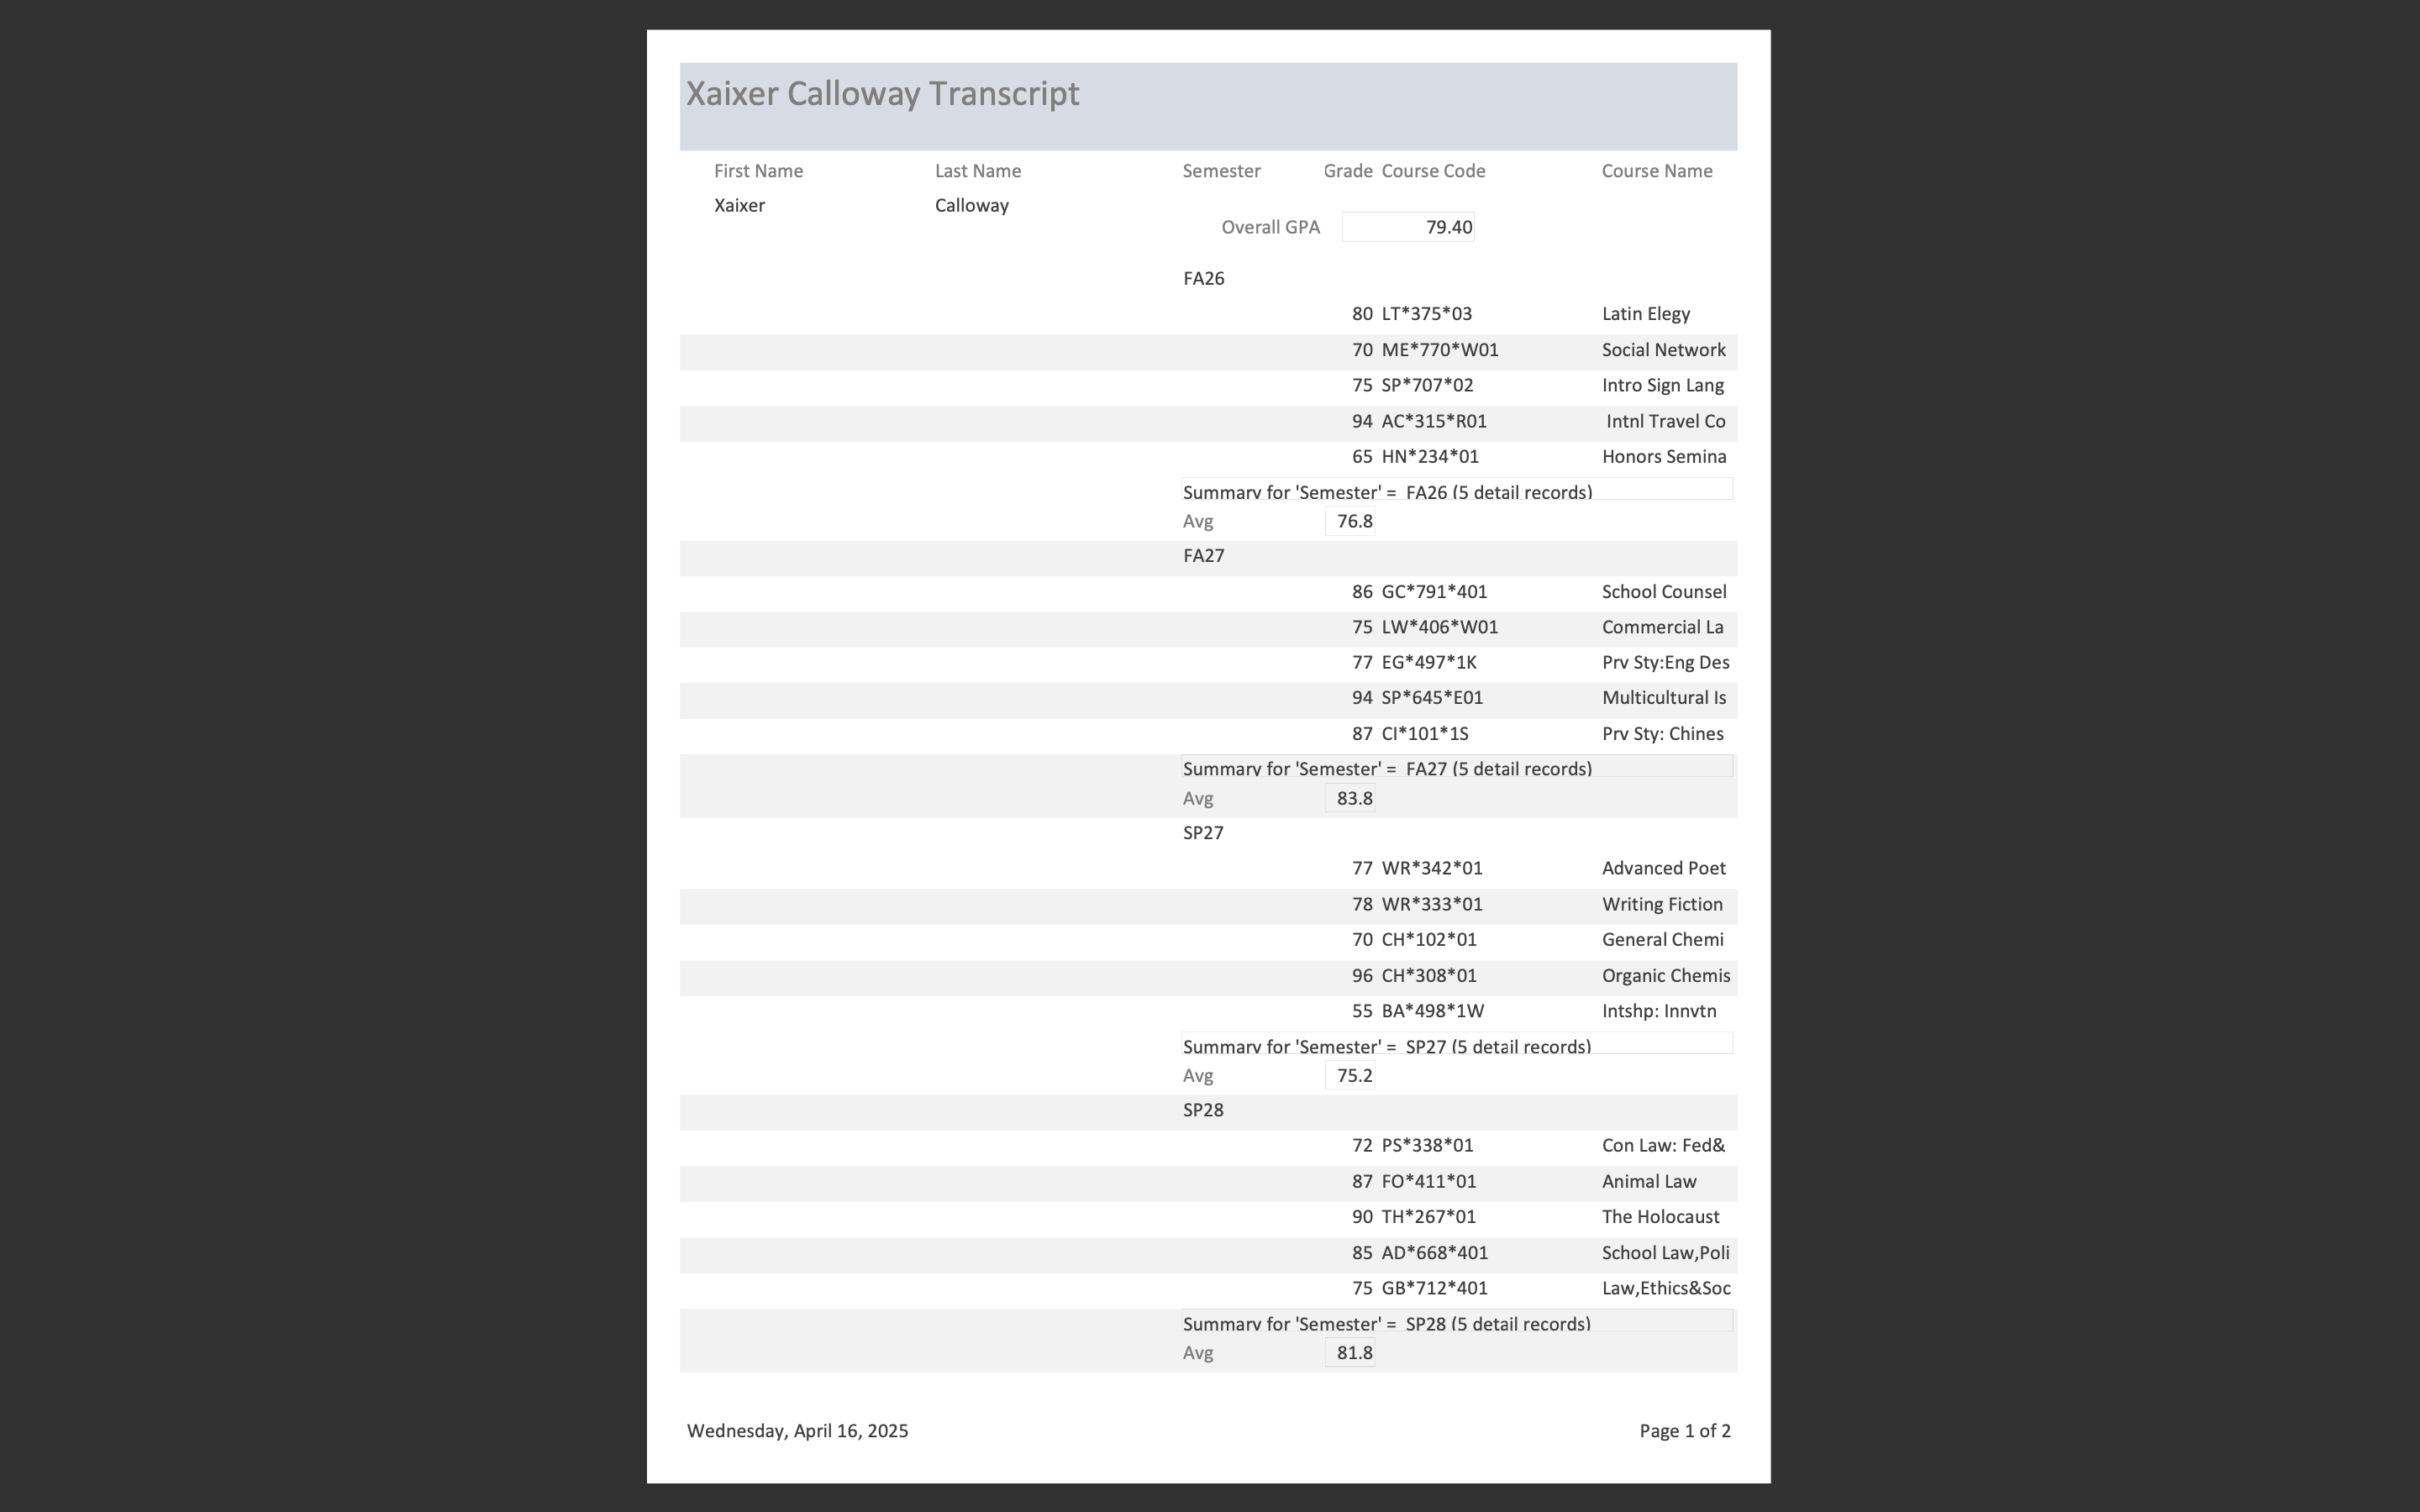 Xaixer Calloway Transcript
First Name Last Name Semester Grade Course Code Course Name
Xaixer Calloway
Overall GPA 79.40
FA26
80 LT*375*03 Latin Elegy
70 ME*770*W01 Social Network
75 SP*707*02 Intro Sign Lang
94 AC*315*R01 Intnl Travel Co
65 HN*234*01 Honors Semina
Summary for 'Semester' = FA26 (5 detail records)
Avg 76.8
FA27
86 GC*791*401 School Counsel
75 LW*406*W01 Commercial La
77 EG*497*1K Prv Sty:Eng Des
94 SP*645*E01 Multicultural Is
87 CI*101*1S Prv Sty: Chines
Summary for 'Semester' = FA27 (5 detail records)
Avg 83.8
SP27
77 WR*342*01 Advanced Poet
78 WR*333*01 Writing Fiction
70 CH*102*01 General Chemi
96 CH*308*01 Organic Chemis
55 BA*498*1W Intshp: Innvtn
Summary for 'Semester' = SP27 (5 detail records)
Avg 75.2
SP28
72 PS*338*01 Con Law: Fed&
87 FO*411*01 Animal Law
90 TH*267*01 The Holocaust
85 AD*668*401 School Law,Poli
75 GB*712*401 Law,Ethics&Soc
Summary for 'Semester' = SP28 (5 detail records)
Avg 81.8
Wednesday, April 16, 2025 Page 1 of 2